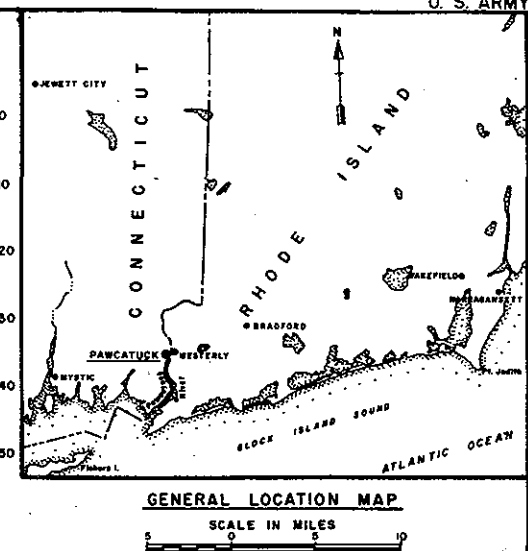 U. S. ARMY
JEWETT CITY
CONNECTICUT
N
RHODE ISLAND
0
10
20
30
40
50
WAKEFIELD
NARRAGANSETT
BRADFORD
PAWCATUCK
WESTERLY
MYSTIC
River
Pt. Judith
BLOCK ISLAND SOUND
ATLANTIC OCEAN
Fishers I.
GENERAL LOCATION MAP
SCALE IN MILES
5 0 5 10